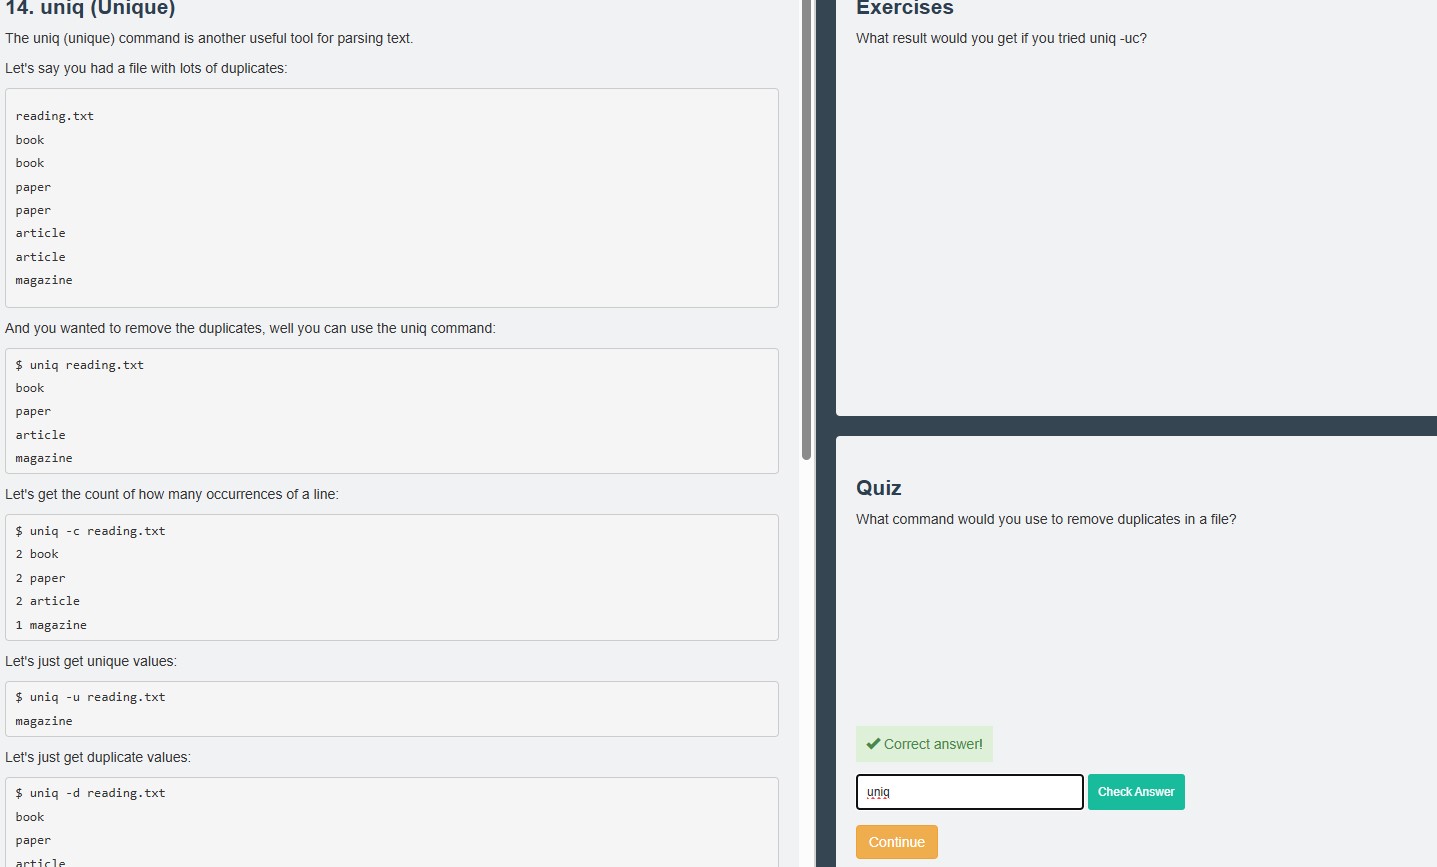 14. uniq (Unique)
The uniq (unique) command is another useful tool for parsing text.
Let's say you had a file with lots of duplicates:
reading.txt
book
book
paper
paper
article
article
magazine
And you wanted to remove the duplicates, well you can use the uniq command:
$ uniq reading.txt
book
paper
article
magazine
Let's get the count of how many occurrences of a line:
$ uniq -c reading.txt
2 book
2 paper
2 article
1 magazine
Let's just get unique values:
$ uniq -u reading.txt
magazine
Let's just get duplicate values:
$ uniq -d reading.txt
book
paper
article
Exercises
What result would you get if you tried uniq -uc?
Quiz
What command would you use to remove duplicates in a file?
Correct answer!
uniq
Check Answer
Continue